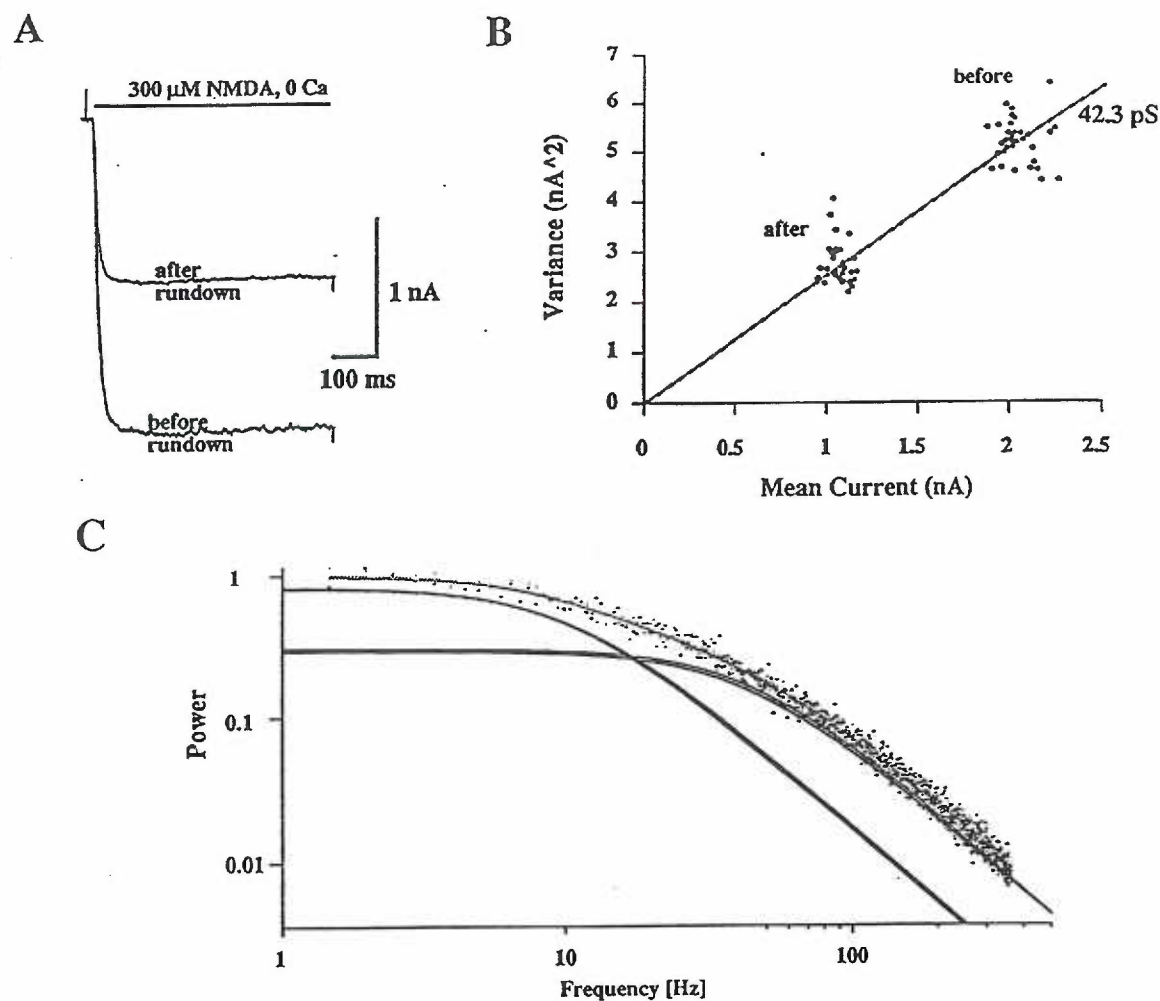 A
300 µM NMDA, 0 Ca
after
rundown
1 nA
100 ms
before
rundown
B
Variance (nA^2)
7
6
5
4
3
2
1
0
before
after
42.3 pS
0
0.5
1
1.5
2
2.5
Mean Current (nA)
C
Power
1
0.1
0.01
1
10
100
Frequency [Hz]